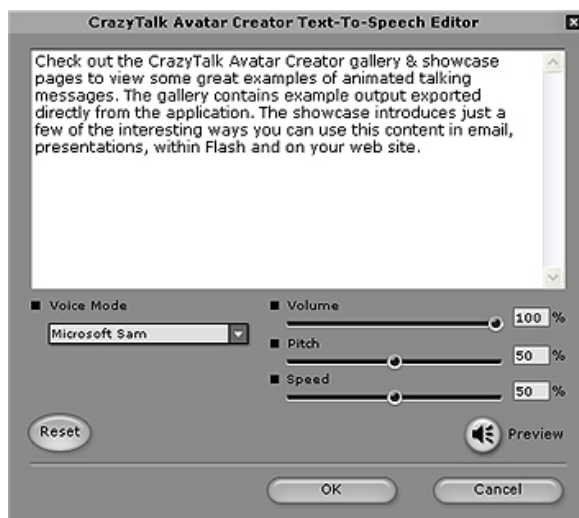 CrazyTalk Avatar Creator Text-To-Speech Editor
Check out the CrazyTalk Avatar Creator gallery & showcase
pages to view some great examples of animated talking
messages. The gallery contains example output exported
directly from the application. The showcase introduces just a
few of the interesting ways you can use this content in email,
presentations, within Flash and on your web site.
Voice Mode
Microsoft Sam
Volume
100 %
Pitch
50 %
Speed
50 %
Reset
Preview
OK
Cancel